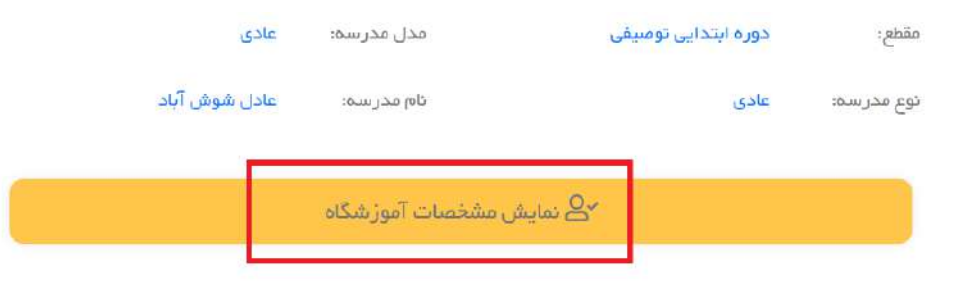 مقطع: دوره ابتدایی توصیفی مدل مدرسه: عادی
نوع مدرسه: عادی نام مدرسه: عادل شوش آباد
نمایش مشخصات آموزشگاه